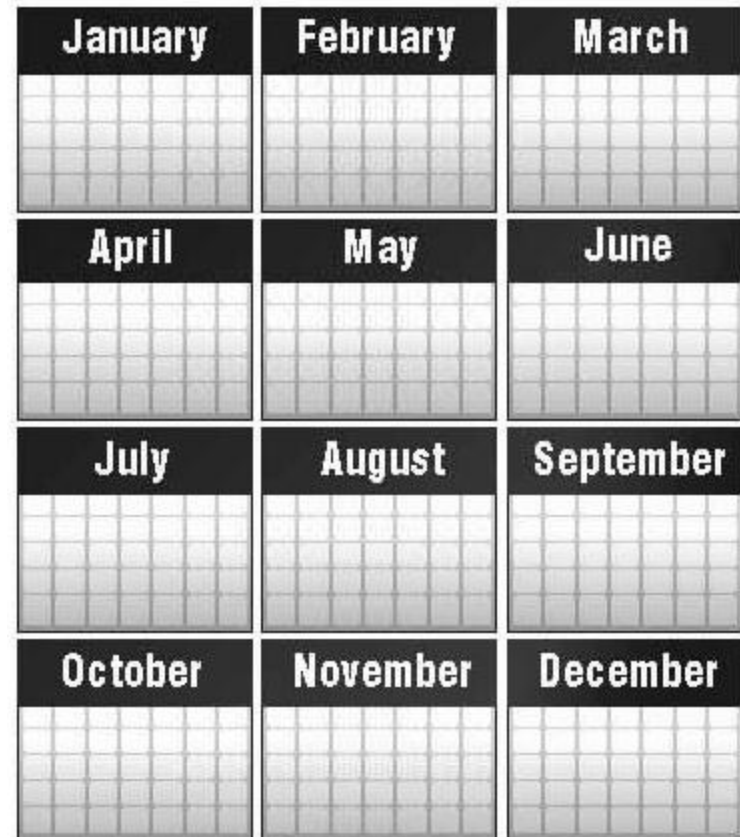 January February March
April May June
July August September
October November December